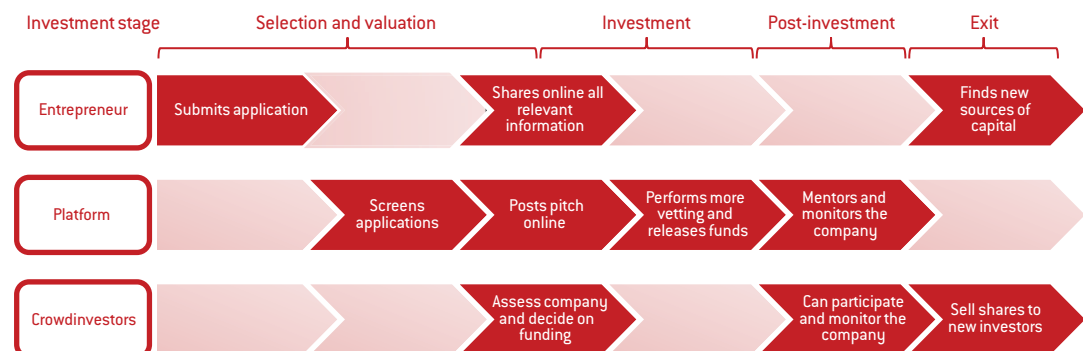 Investment stage
Selection and valuation
Investment
Post-investment
Exit
Entrepreneur
Submits application
Shares online all
relevant
information
Finds new
sources of
capital
Platform
Screens
applications
Posts pitch
online
Performs more
vetting and
releases funds
Mentors and
monitors the
company
Crowdinvestors
Assess company
and decide on
funding
Can participate
and monitor the
company
Sell shares to
new investors